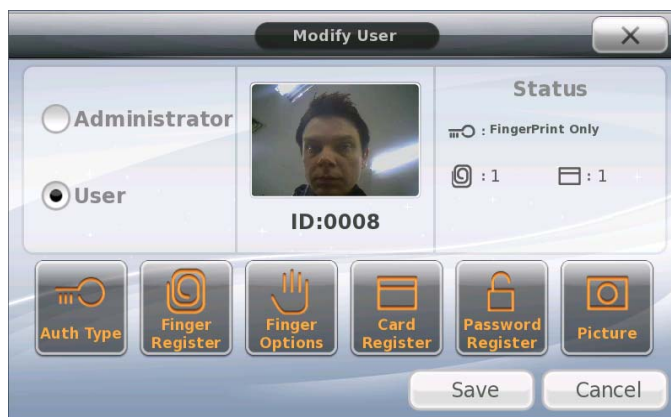 Modify User
Administrator
User
ID:0008
Status
: FingerPrint Only
: 1
: 1
Auth Type
Finger
Register
Finger
Options
Card
Register
Password
Register
Picture
Save
Cancel